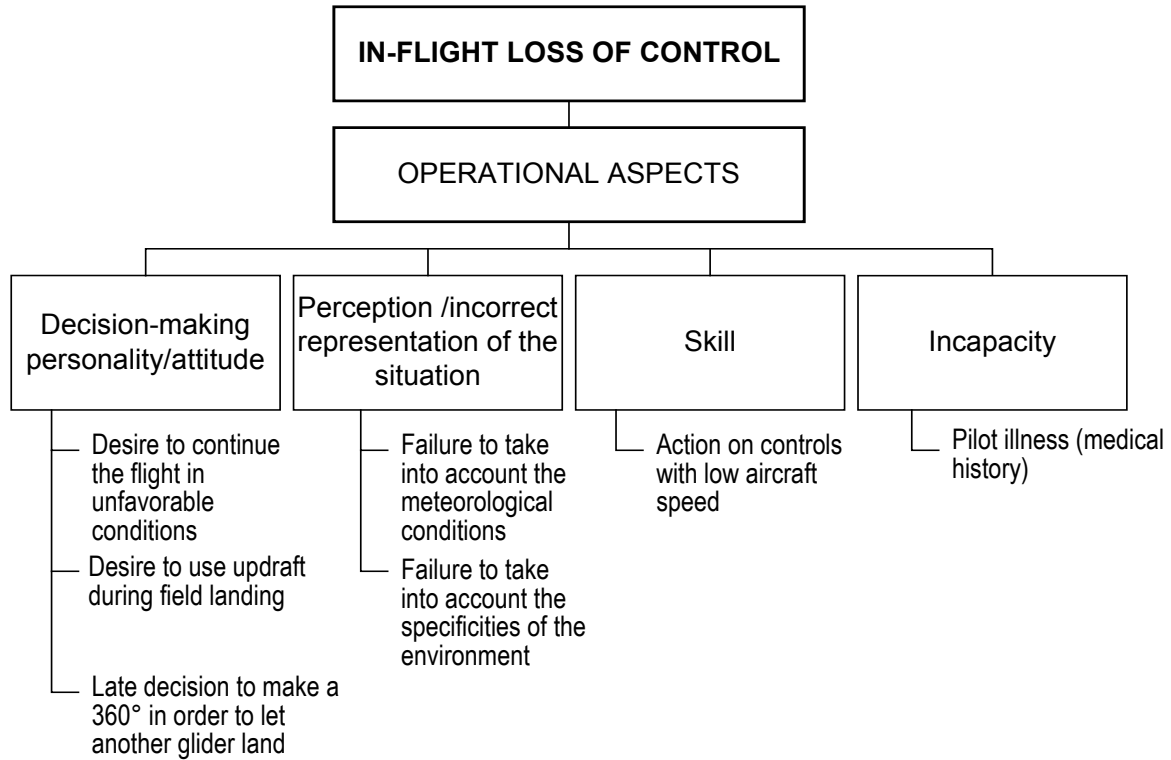 IN-FLIGHT LOSS OF CONTROL
OPERATIONAL ASPECTS
Decision-making
personality/attitude
Desire to continue
the flight in
unfavorable
conditions
Desire to use updraft
during field landing
Late decision to make a
360° in order to let
another glider land
Perception /incorrect
representation of the
situation
Failure to take
into account the
meteorological
conditions
Failure to take
into account the
specificities of the
environment
Skill
Action on controls
with low aircraft
speed
Incapacity
Pilot illness (medical
history)